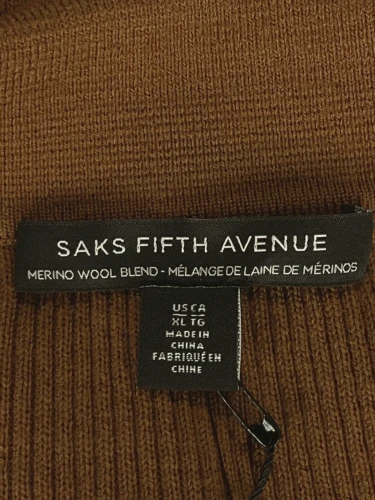 SAKS FIFTH AVENUE
MERINO WOOL BLEND - MÉLANGE DE LAINE DE MÉRINOS
US CA
XL TG
MADE IN
CHINA
FABRIQUÉ EN
CHINE